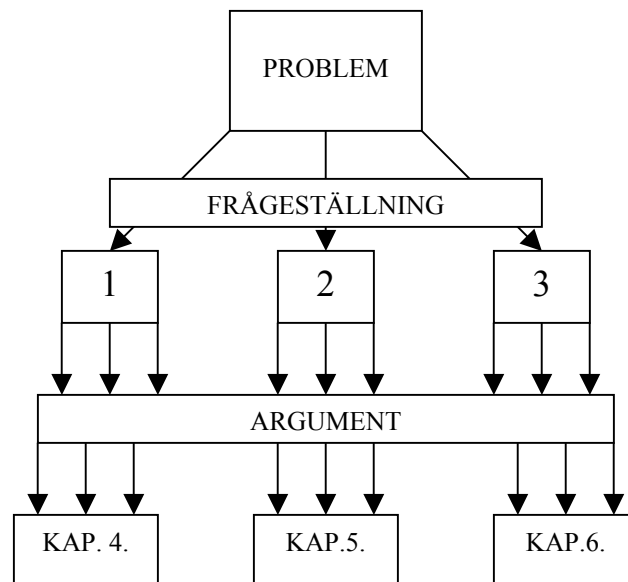 PROBLEM
FRÅGESTÄLLNING
1
2
3
ARGUMENT
KAP. 4.
KAP.5.
KAP.6.